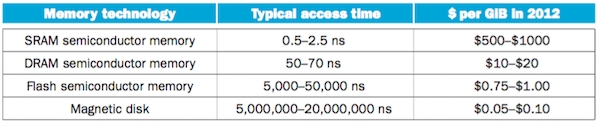 Memory technology Typical access time $ per GiB in 2012
SRAM semiconductor memory 0.5–2.5 ns $500–$1000
DRAM semiconductor memory 50–70 ns $10–$20
Flash semiconductor memory 5,000–50,000 ns $0.75–$1.00
Magnetic disk 5,000,000–20,000,000 ns $0.05–$0.10